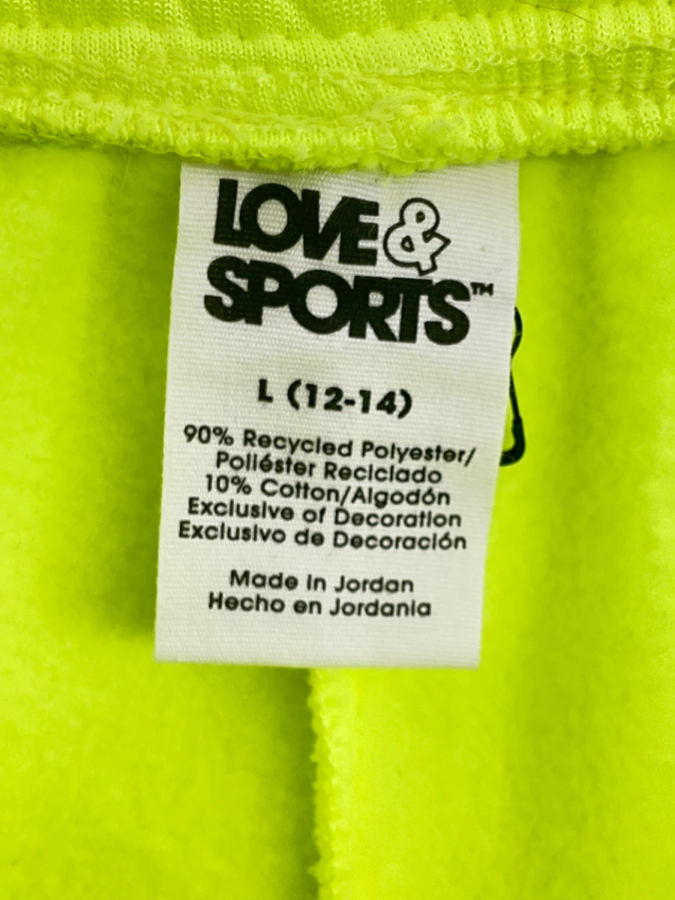 LOVE&
SPORTS™
L (12-14)
90% Recycled Polyester/
Poliéster Reciclado
10% Cotton/Algodón
Exclusive of Decoration
Exclusivo de Decoración
Made in Jordan
Hecho en Jordania